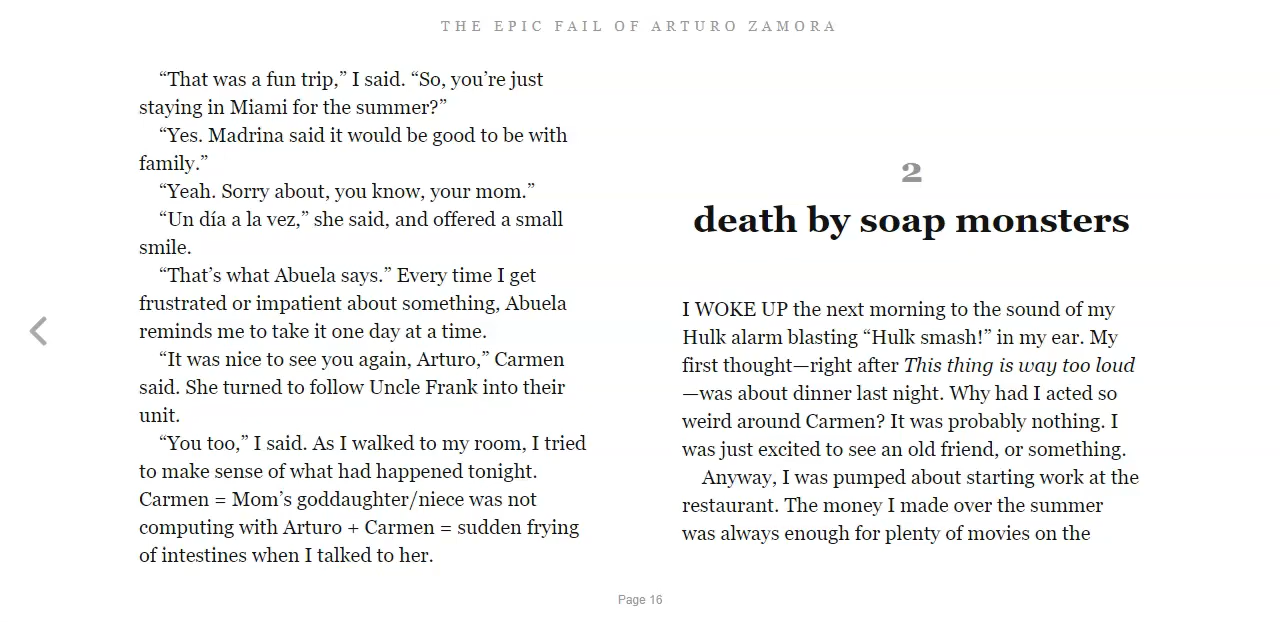 THE EPIC FAIL OF ARTURO ZAMORA
“That was a fun trip,” I said. “So, you’re just
staying in Miami for the summer?”
“Yes. Madrina said it would be good to be with
family.”
“Yeah. Sorry about, you know, your mom.”
“Un día a la vez,” she said, and offered a small
smile.
“That’s what Abuela says.” Every time I get
frustrated or impatient about something, Abuela
reminds me to take it one day at a time.
“It was nice to see you again, Arturo,” Carmen
said. She turned to follow Uncle Frank into their
unit.
“You too,” I said. As I walked to my room, I tried
to make sense of what had happened tonight.
Carmen = Mom’s goddaughter/niece was not
computing with Arturo + Carmen = sudden frying
of intestines when I talked to her.
2
death by soap monsters
I WOKE UP the next morning to the sound of my
Hulk alarm blasting “Hulk smash!” in my ear. My
first thought—right after This thing is way too loud
—was about dinner last night. Why had I acted so
weird around Carmen? It was probably nothing. I
was just excited to see an old friend, or something.
Anyway, I was pumped about starting work at the
restaurant. The money I made over the summer
was always enough for plenty of movies on the
Page 16